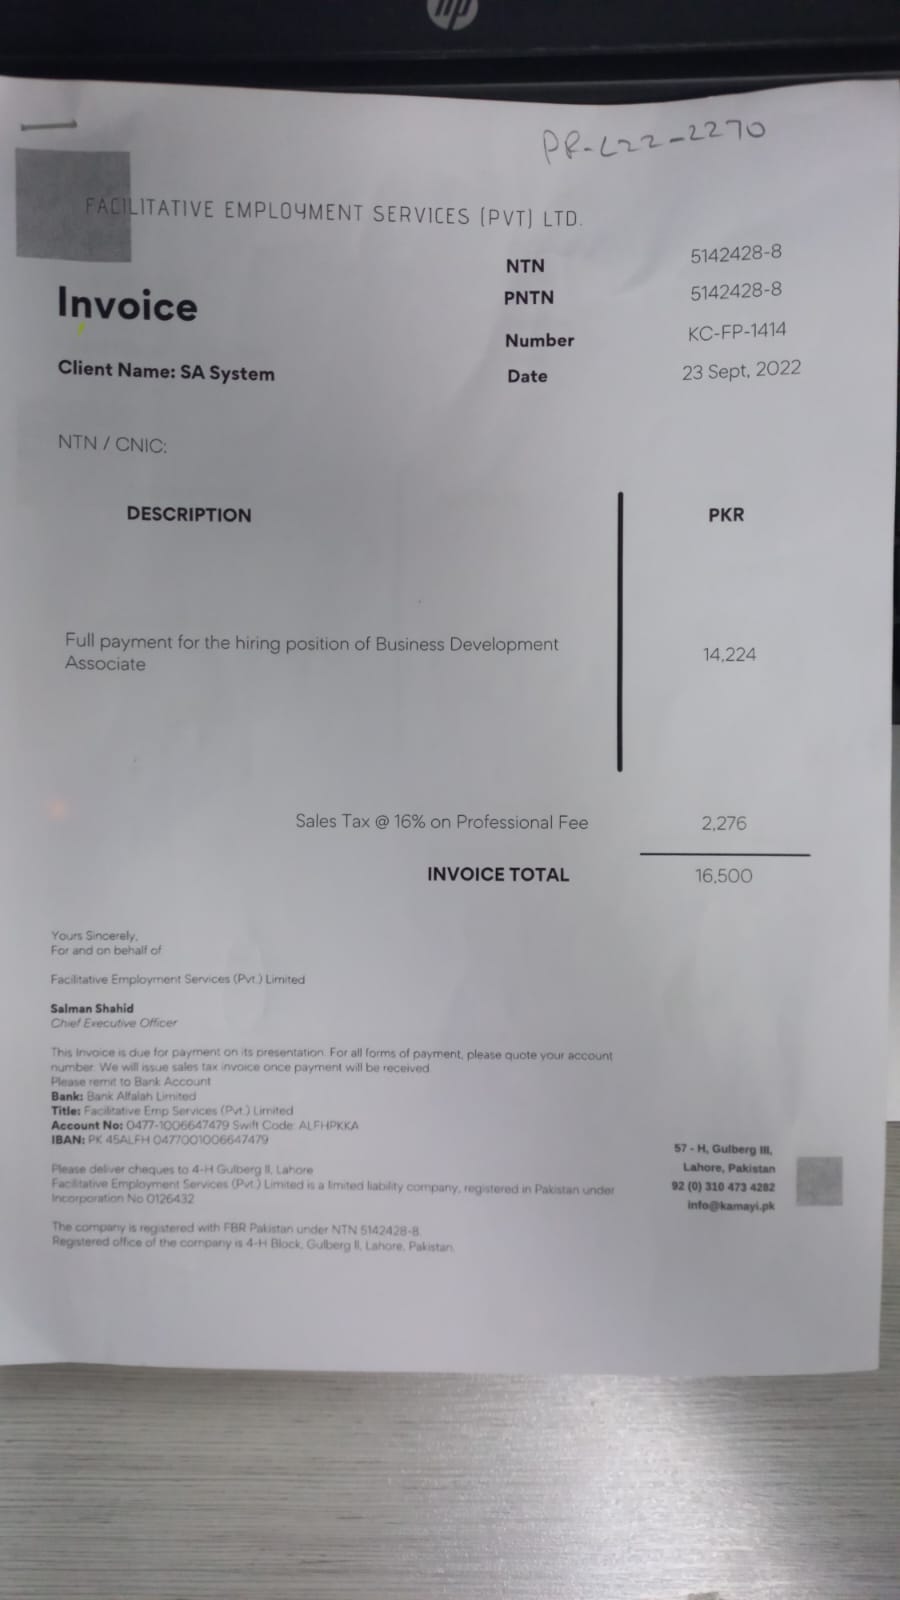 hp
PR-L22-2270
FACILITATIVE EMPLOYMENT SERVICES (PVT) LTD.
Invoice
NTN 5142428-8
PNTN 5142428-8
Number KC-FP-1414
Client Name: SA System
Date 23 Sept, 2022
NTN / CNIC:
DESCRIPTION PKR
Full payment for the hiring position of Business Development
Associate
14,224
Sales Tax @ 16% on Professional Fee 2,276
INVOICE TOTAL 16,500
Yours Sincerely,
For and on behalf of
Facilitative Employment Services (Pvt.) Limited
Salman Shahid
Chief Executive Officer
This Invoice is due for payment on its presentation. For all forms of payment, please quote your account
number. We will issue sales tax invoice once payment will be received.
Please remit to Bank Account
Bank: Bank Alfalah Limited
Title: Facilitative Emp Services (Pvt.) Limited
Account No: 0477-1006647479 Swift Code: ALFHPKKA
IBAN: PK 45ALFH 0477001006647479
Please deliver cheques to 4-H Gulberg II, Lahore
Facilitative Employment Services (Pvt.) Limited is a limited liability company, registered in Pakistan under
Incorporation No 0126432
The company is registered with FBR Pakistan under NTN 5142428-8.
Registered office of the company is 4-H Block, Gulberg II, Lahore, Pakistan.
57 - H, Gulberg III,
Lahore, Pakistan
92 (0) 310 473 4282
info@kamayi.pk